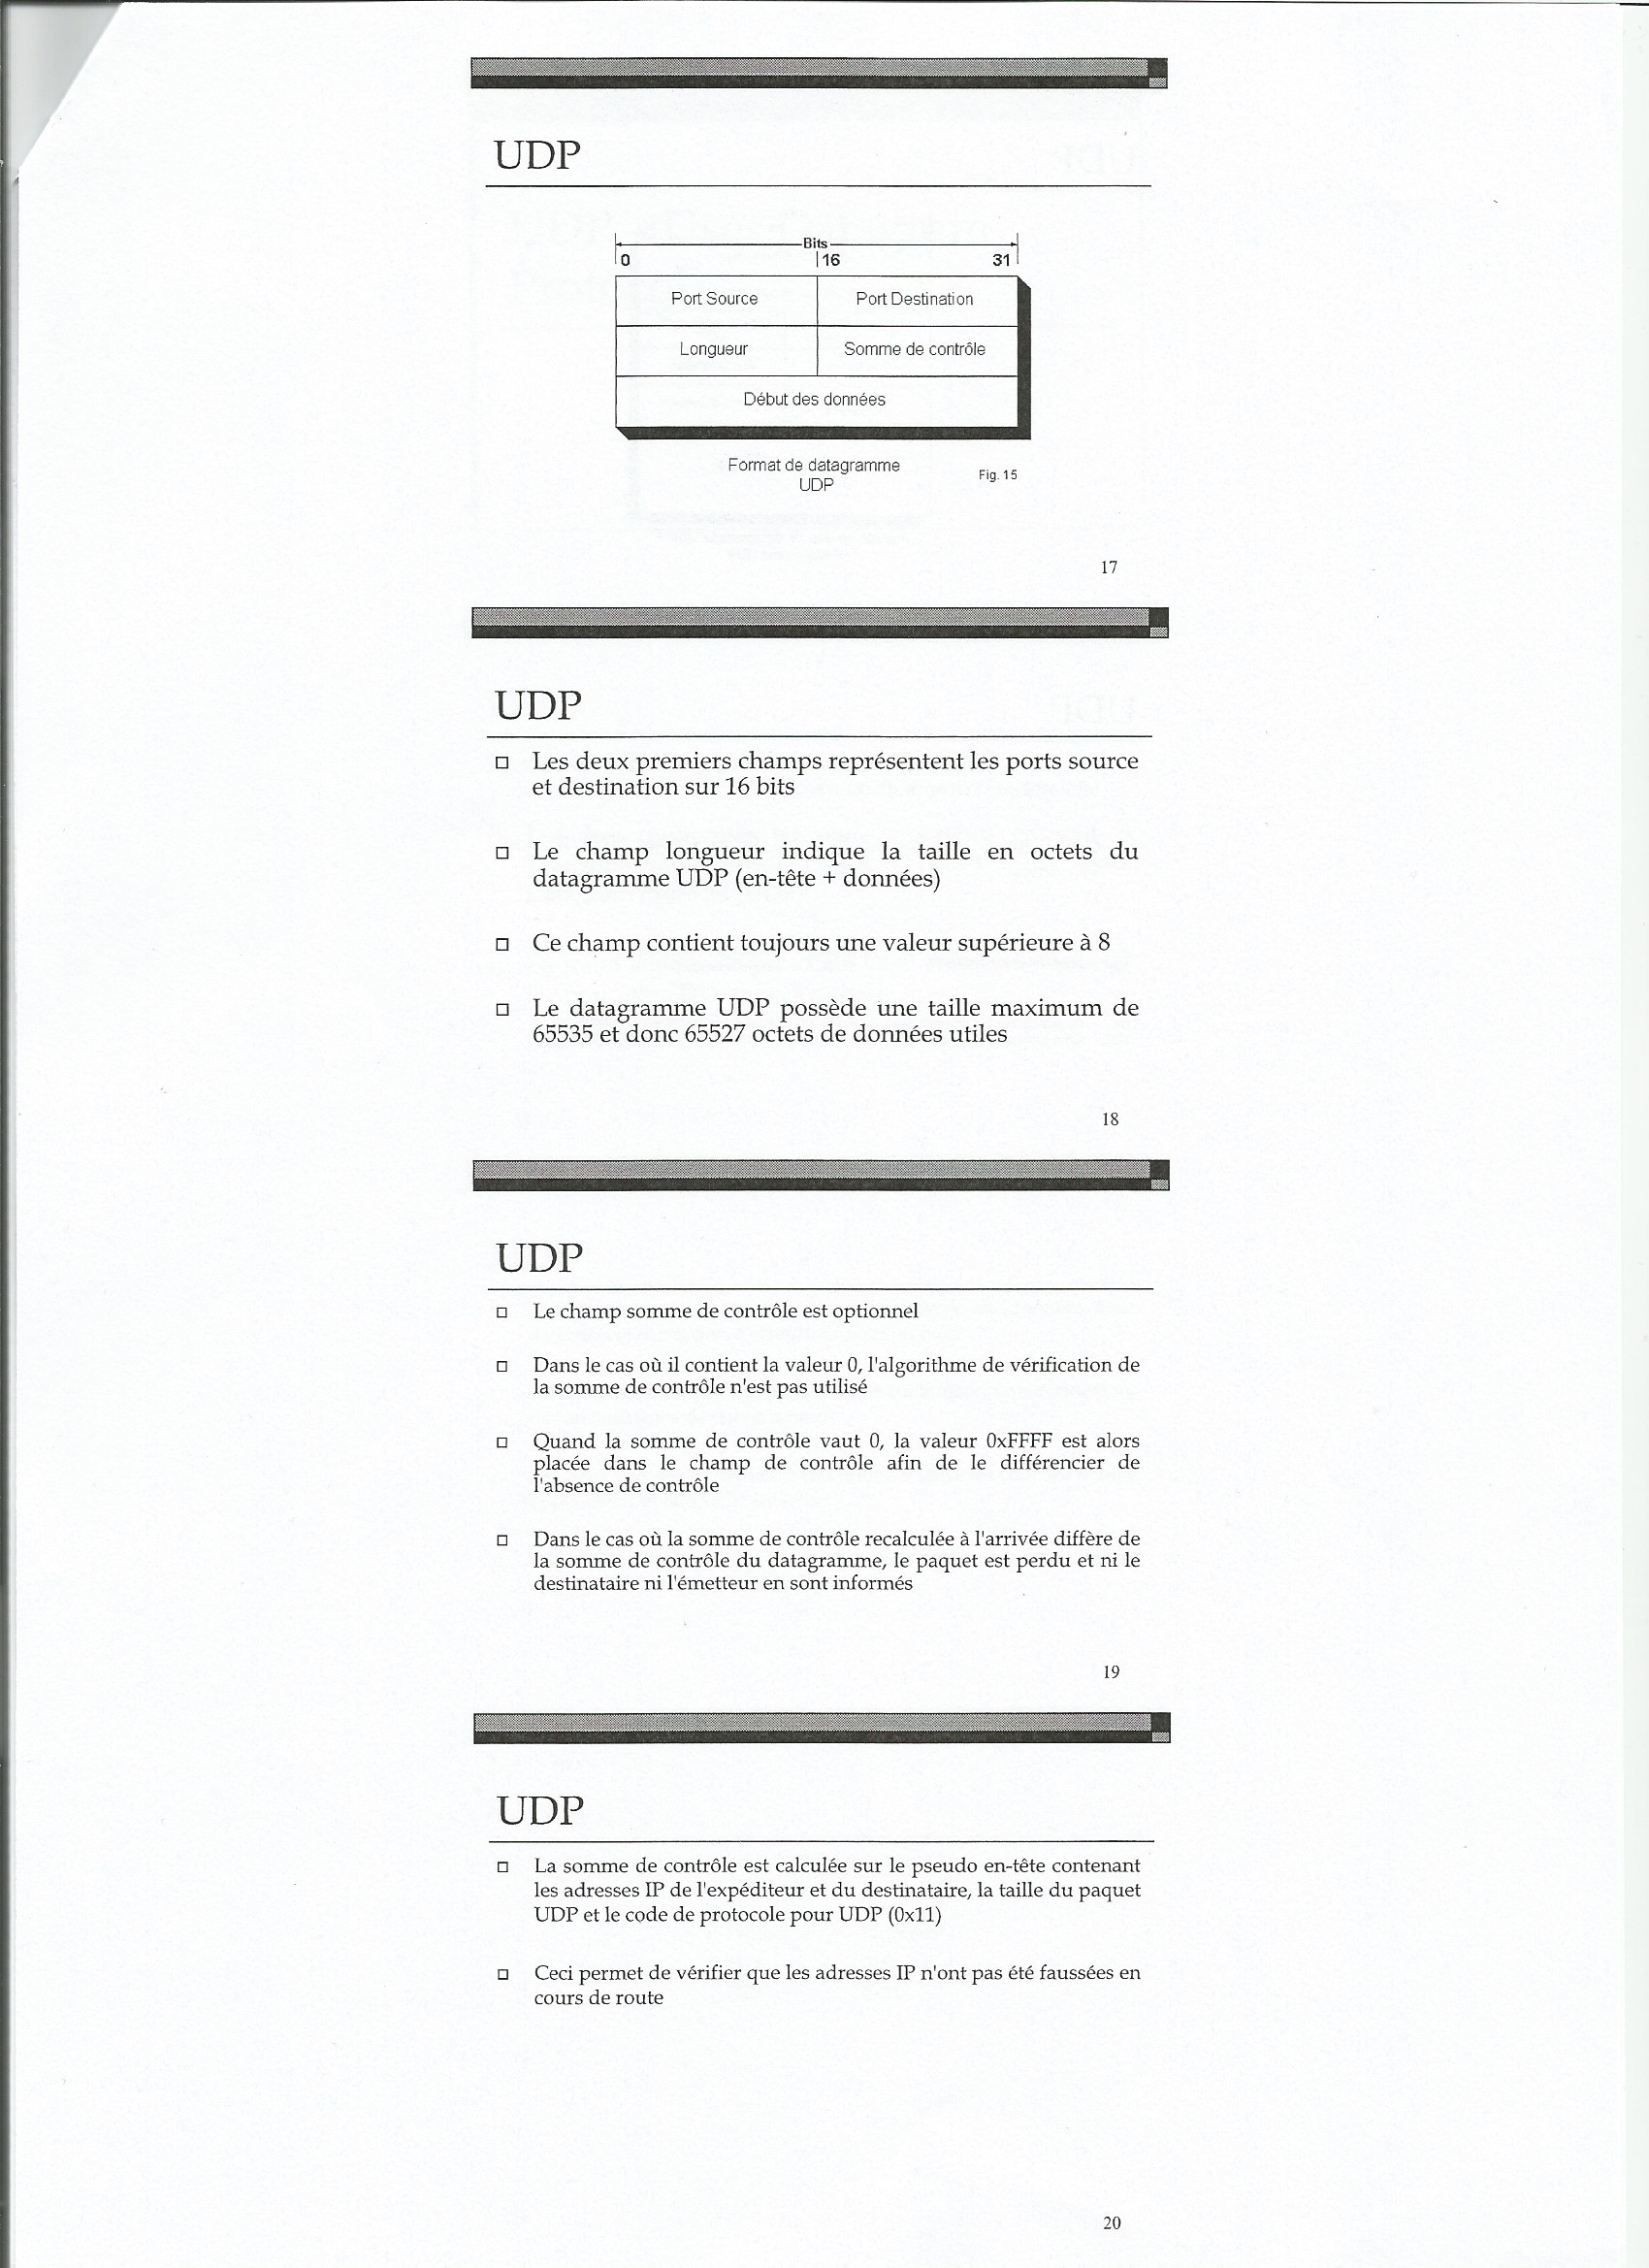 UDP
Bits
0 16 31
Port Source Port Destination
Longueur Somme de contrôle
Début des données
Format de datagramme
UDP
Fig. 15
17
UDP
Les deux premiers champs représentent les ports source
et destination sur 16 bits
Le champ longueur indique la taille en octets du
datagramme UDP (en-tête + données)
Ce champ contient toujours une valeur supérieure à 8
Le datagramme UDP possède une taille maximum de
65535 et donc 65527 octets de données utiles
18
UDP
Le champ somme de contrôle est optionnel
Dans le cas où il contient la valeur 0, l'algorithme de vérification de
la somme de contrôle n'est pas utilisé
Quand la somme de contrôle vaut 0, la valeur 0xFFFF est alors
placée dans le champ de contrôle afin de le différencier de
l'absence de contrôle
Dans le cas où la somme de contrôle recalculée à l'arrivée diffère de
la somme de contrôle du datagramme, le paquet est perdu et ni le
destinataire ni l'émetteur en sont informés
19
UDP
La somme de contrôle est calculée sur le pseudo en-tête contenant
les adresses IP de l'expéditeur et du destinataire, la taille du paquet
UDP et le code de protocole pour UDP (0x11)
Ceci permet de vérifier que les adresses IP n'ont pas été faussées en
cours de route
20